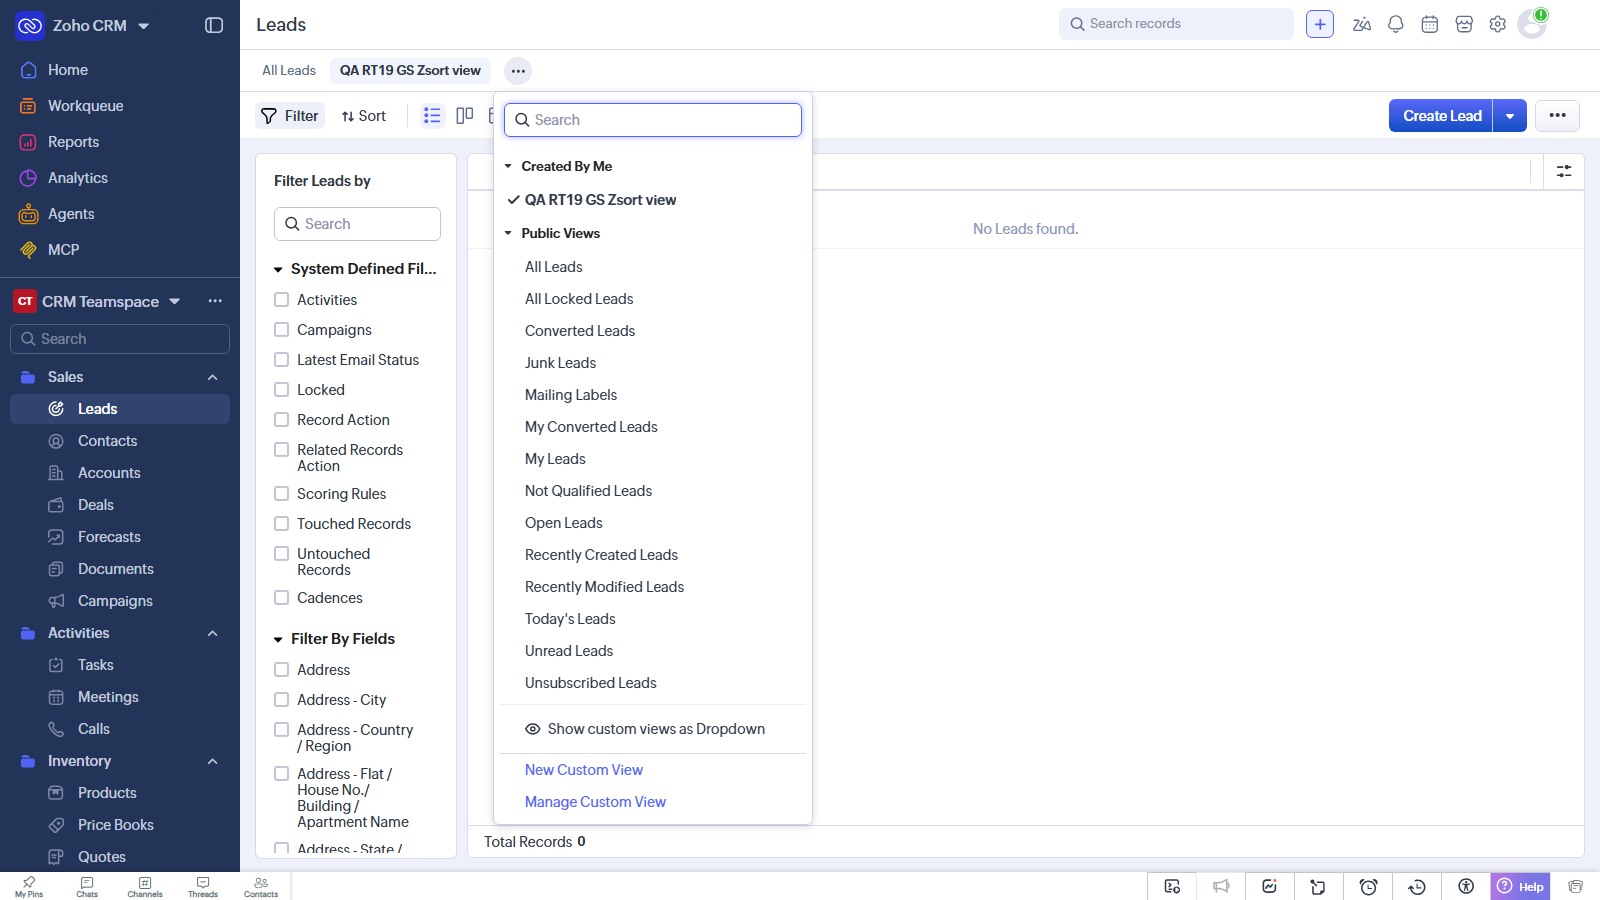 Zoho CRM
Home
Workqueue
Reports
Analytics
Agents
MCP
CT CRM Teamspace
Search
Sales
Leads
Contacts
Accounts
Deals
Forecasts
Documents
Campaigns
Activities
Tasks
Meetings
Calls
Inventory
Products
Price Books
Quotes
Leads
Search records
All Leads
QA RT19 GS Zsort view
Filter
Sort
Create Lead
Filter Leads by
Search
System Defined Fil...
Activities
Campaigns
Latest Email Status
Locked
Record Action
Related Records
Action
Scoring Rules
Touched Records
Untouched
Records
Cadences
Filter By Fields
Address
Address - City
Address - Country
/ Region
Address - Flat /
House No./
Building /
Apartment Name
Address - State /
Search
Created By Me
QA RT19 GS Zsort view
Public Views
All Leads
All Locked Leads
Converted Leads
Junk Leads
Mailing Labels
My Converted Leads
My Leads
Not Qualified Leads
Open Leads
Recently Created Leads
Recently Modified Leads
Today's Leads
Unread Leads
Unsubscribed Leads
Show custom views as Dropdown
New Custom View
Manage Custom View
No Leads found.
Total Records 0
My Pins
Chats
Channels
Threads
Contacts
Help